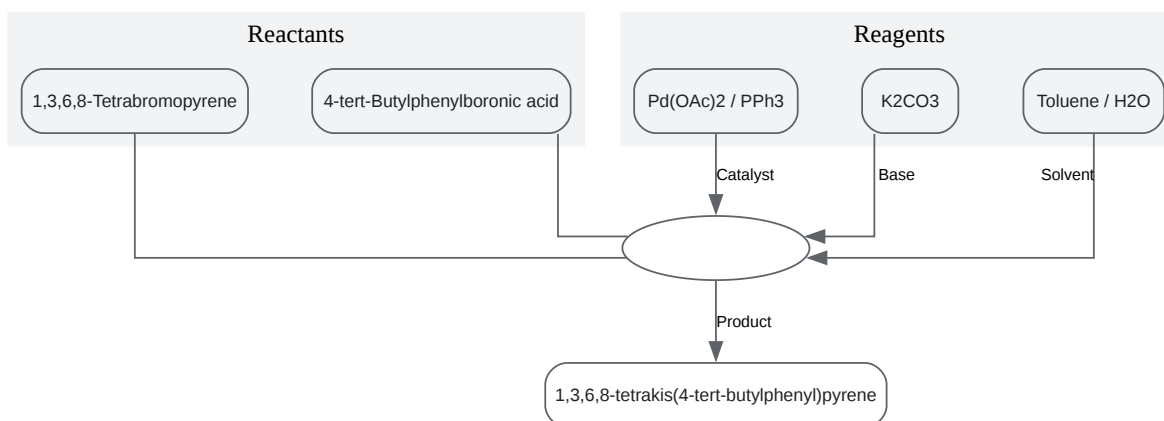 Reactants
Reagents
1,3,6,8-Tetrabromopyrene
4-tert-Butylphenylboronic acid
Pd(OAc)2 / PPh3
K2CO3
Toluene / H2O
Catalyst
Base
Solvent
Product
1,3,6,8-tetrakis(4-tert-butylphenyl)pyrene